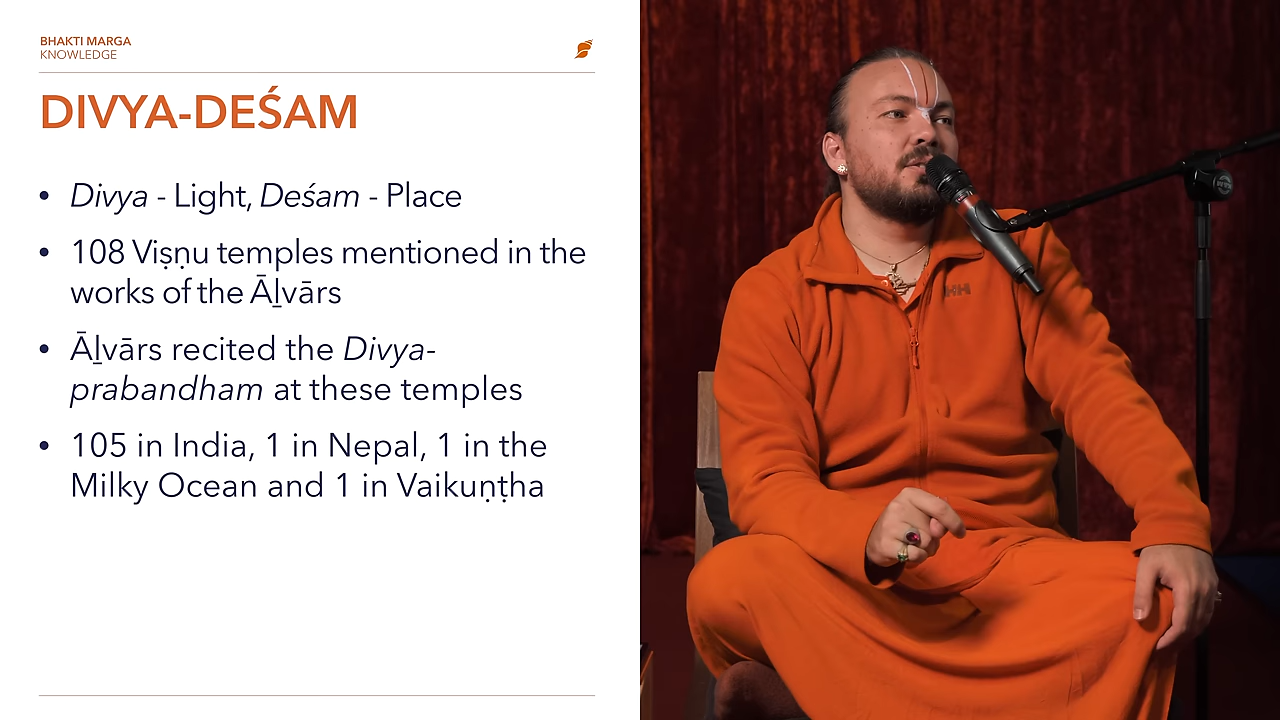 BHAKTI MARGA
KNOWLEDGE
DIVYA-DEŚAM
• Divya - Light, Deśam - Place
• 108 Viṣṇu temples mentioned in the
works of the Āḻvārs
• Āḻvārs recited the Divya-
prabandham at these temples
• 105 in India, 1 in Nepal, 1 in the
Milky Ocean and 1 in Vaikuṇṭha
HH